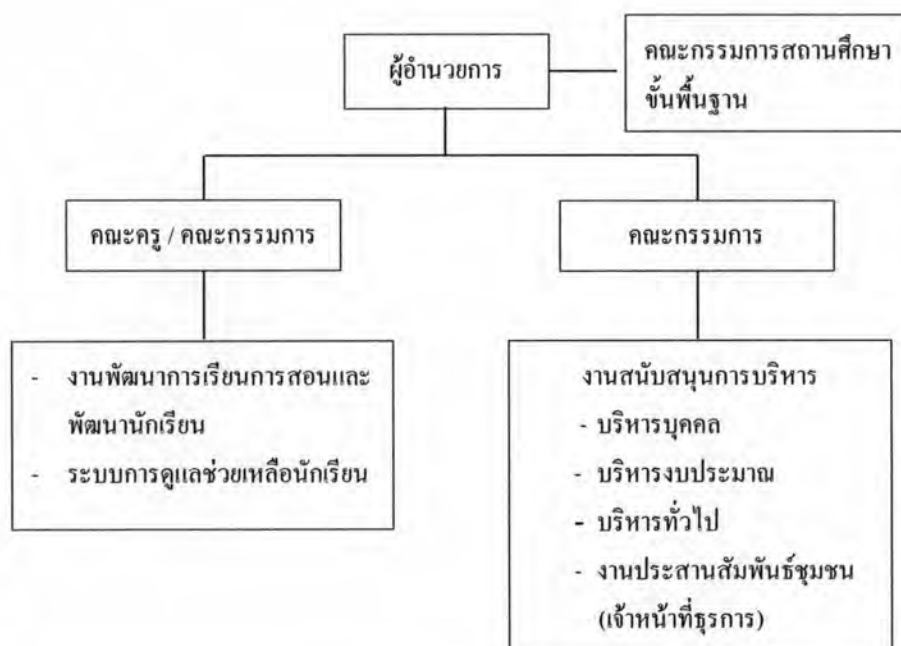 ผู้อำนวยการ
คณะกรรมการสถานศึกษา
ขั้นพื้นฐาน
คณะครู / คณะกรรมการ
คณะกรรมการ
- งานพัฒนาการเรียนการสอนและ
พัฒนานักเรียน
- ระบบการดูแลช่วยเหลือนักเรียน
งานสนับสนุนการบริหาร
- บริหารบุคคล
- บริหารงบประมาณ
- บริหารทั่วไป
- งานประสานสัมพันธ์ชุมชน
(เจ้าหน้าที่ธุรการ)